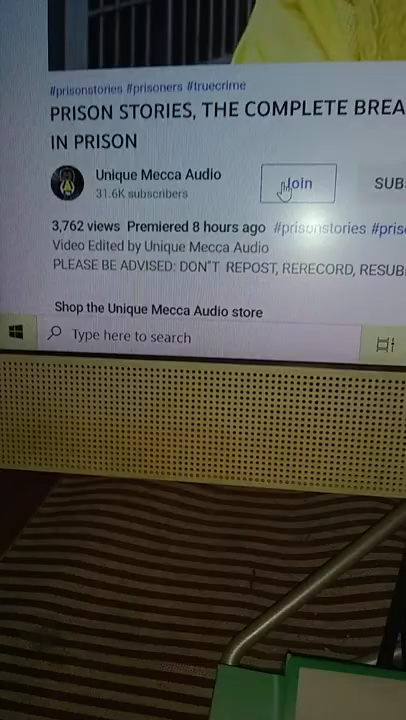 #prisonstories #prisoners #truecrime
PRISON STORIES, THE COMPLETE BREA
IN PRISON
Unique Mecca Audio
31.6K subscribers
Join
SUB
3,762 views Premiered 8 hours ago #prisonstories #pris
Video Edited by Unique Mecca Audio
PLEASE BE ADVISED: DON"T REPOST, RERECORD, RESUB
Shop the Unique Mecca Audio store
Type here to search